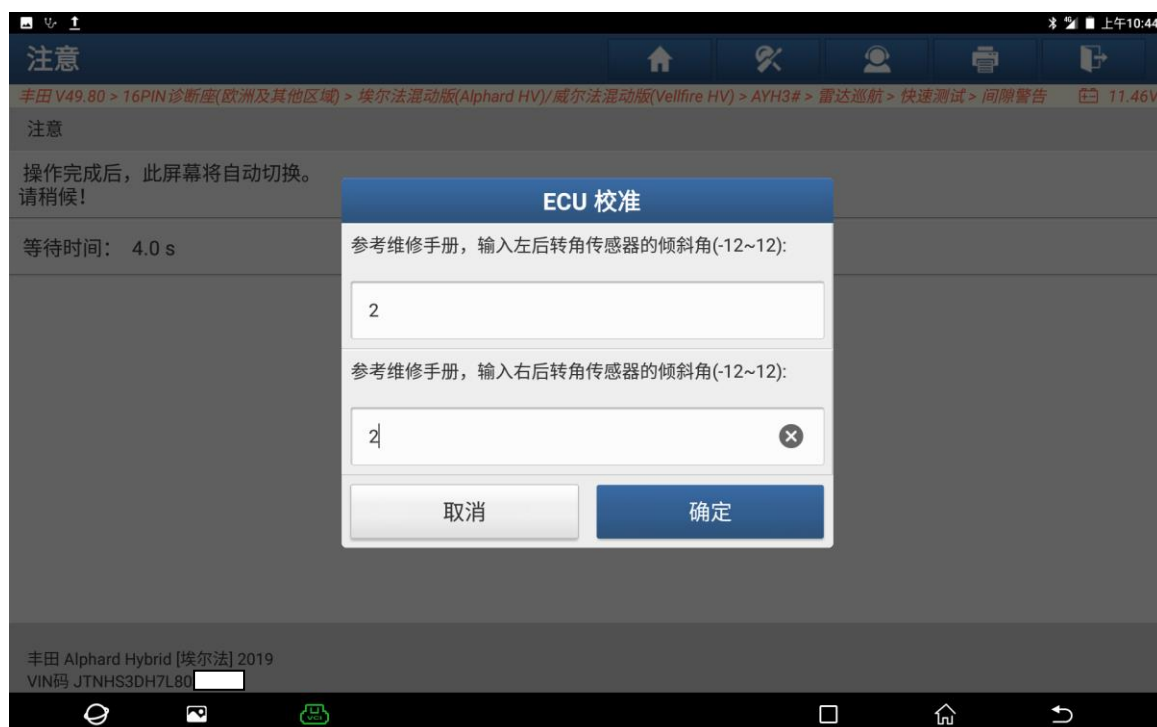 4G 上午10:44
注意
丰田 V49.80 > 16PIN诊断座(欧洲及其他区域) > 埃尔法混动版(Alphard HV)/威尔法混动版(Vellfire HV) > AYH3# > 雷达巡航 > 快速测试 > 间隙警告 11.46V
注意
操作完成后，此屏幕将自动切换。
请稍候！
等待时间： 4.0 s
ECU 校准
参考维修手册，输入左后转角传感器的倾斜角(-12~12):
2
参考维修手册，输入右后转角传感器的倾斜角(-12~12):
2
取消 确定
丰田 Alphard Hybrid [埃尔法] 2019
VIN码 JTNHS3DH7L80
VCI